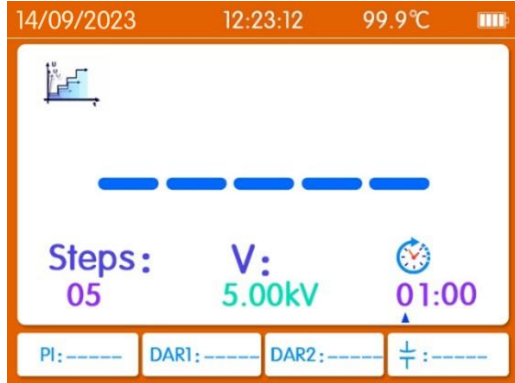 14/09/2023 12:23:12 99.9℃
Steps: V:
05 5.00kV 01:00
PI:----- DAR1:----- DAR2:----- :-----